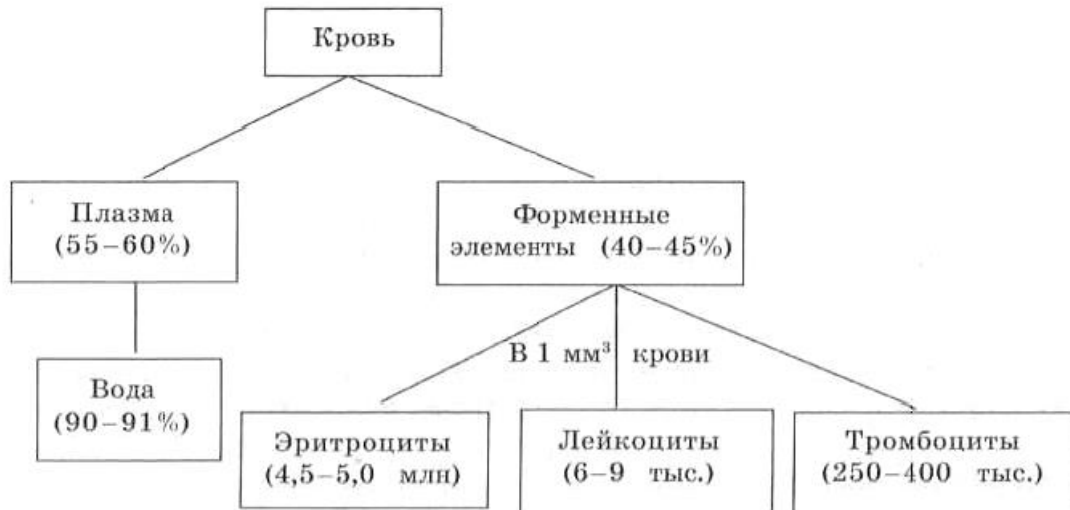 Кровь
Плазма
(55–60%)
Форменные
элементы (40–45%)
В 1 мм³ крови
Вода
(90–91%)
Эритроциты
(4,5–5,0 млн)
Лейкоциты
(6–9 тыс.)
Тромбоциты
(250–400 тыс.)